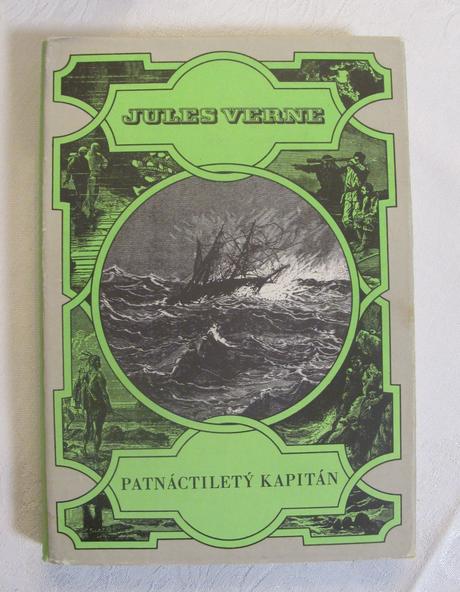 JULES VERNE
PATNÁCTILETÝ KAPITÁN